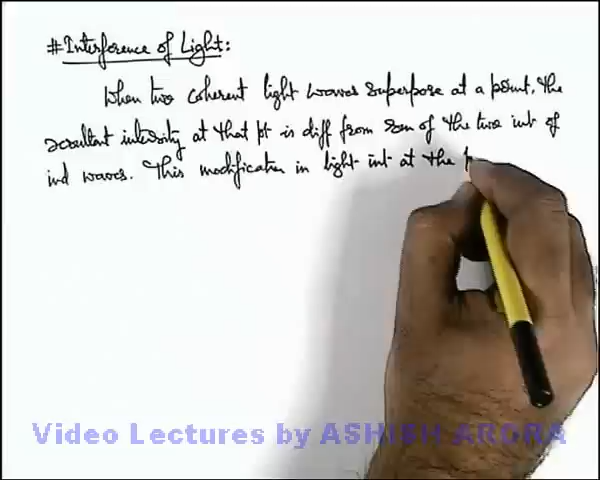 # Interference of Light:
When two coherent light waves superpose at a point, the
resultant intensity at that pt is diff from sum of the two int of
ind waves. This modification in light int at the p
Video Lectures by ASHISH ARORA